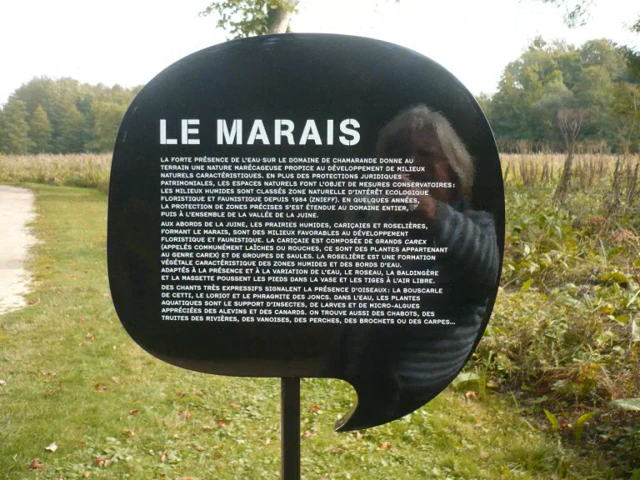 LE MARAIS
LA FORTE PRÉSENCE DE L'EAU SUR LE DOMAINE DE CHAMARANDE DONNE AU
TERRAIN UNE NATURE MARÉCAGEUSE PROPICE AU DÉVELOPPEMENT DE MILIEUX
NATURELS CARACTÉRISTIQUES. EN PLUS DES PROTECTIONS JURIDIQUES
PATRIMONIALES, LES ESPACES NATURELS FONT L'OBJET DE MESURES CONSERVATOIRES :
LES MILIEUX HUMIDES SONT CLASSÉS ZONE NATURELLE D'INTÉRÊT ECOLOGIQUE
FLORISTIQUE ET FAUNISTIQUE DEPUIS 1984 (ZNIEFF). EN QUELQUES ANNÉES,
LA PROTECTION DE ZONES PRÉCISES S'EST ÉTENDUE AU DOMAINE ENTIER,
PUIS À L'ENSEMBLE DE LA VALLÉE DE LA JUINE.
AUX ABORDS DE LA JUINE, LES PRAIRIES HUMIDES, CARIÇAIES ET ROSELIÈRES,
FORMANT LE MARAIS, SONT DES MILIEUX FAVORABLES AU DÉVELOPPEMENT
FLORISTIQUE ET FAUNISTIQUE. LA CARIÇAIE EST COMPOSÉE DE GRANDS CAREX
(APPELÉS COMMUNÉMENT LAÎCHES OU ROUCHES, CE SONT DES PLANTES APPARTENANT
AU GENRE CAREX) ET DE GROUPES DE SAULES. LA ROSELIÈRE EST UNE FORMATION
VÉGÉTALE CARACTÉRISTIQUE DES ZONES HUMIDES ET DES BORDS D'EAU.
ADAPTÉS À LA PRÉSENCE ET À LA VARIATION DE L'EAU, LE ROSEAU, LA BALDINGÈRE
ET LA MASSETTE POUSSENT LES PIEDS DANS LA VASE ET LES TIGES À L'AIR LIBRE.
DES CHANTS TRÈS EXPRESSIFS SIGNALENT LA PRÉSENCE D'OISEAUX : LA BOUSCARLE
DE CETTI, LE LORIOT ET LE PHRAGMITE DES JONCS. DANS L'EAU, LES PLANTES
AQUATIQUES SONT LE SUPPORT D'INSECTES, DE LARVES ET DE MICRO-ALGUES
APPRÉCIÉES DES ALEVINS ET DES CANARDS. ON TROUVE AUSSI DES CHABOTS, DES
TRUITES DES RIVIÈRES, DES VANOISES, DES PERCHES, DES BROCHETS OU DES CARPES...